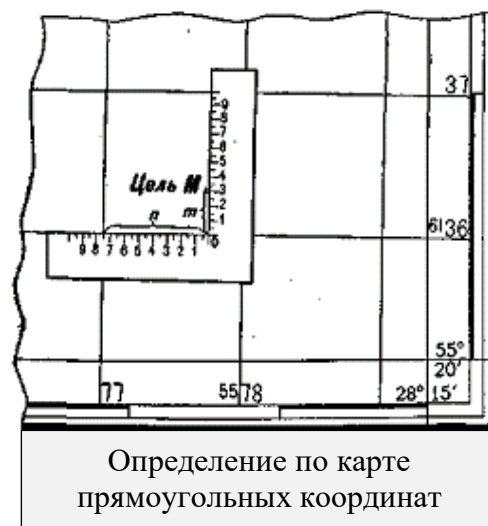 37
9
8
7
6
5
4
3
2
1
Цель М
n
m
9 8 7 6 5 4 3 2 1 0
6136
55°
20'
77
5578
28° 15'
Определение по карте
прямоугольных координат